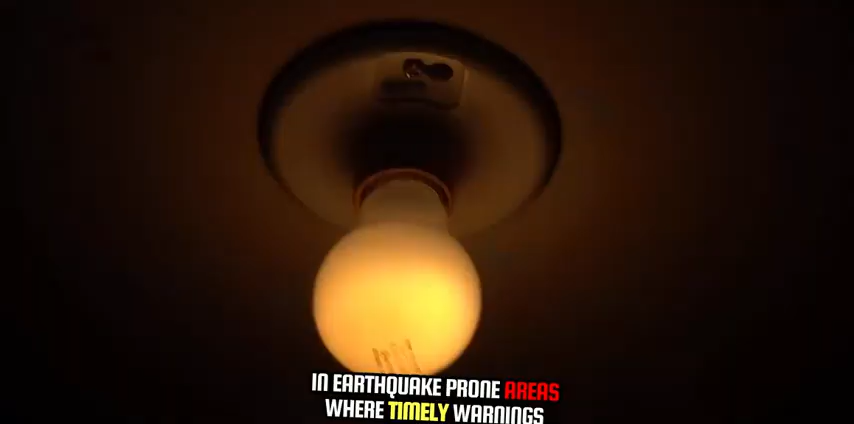 IN EARTHQUAKE PRONE AREAS
WHERE TIMELY WARNINGS